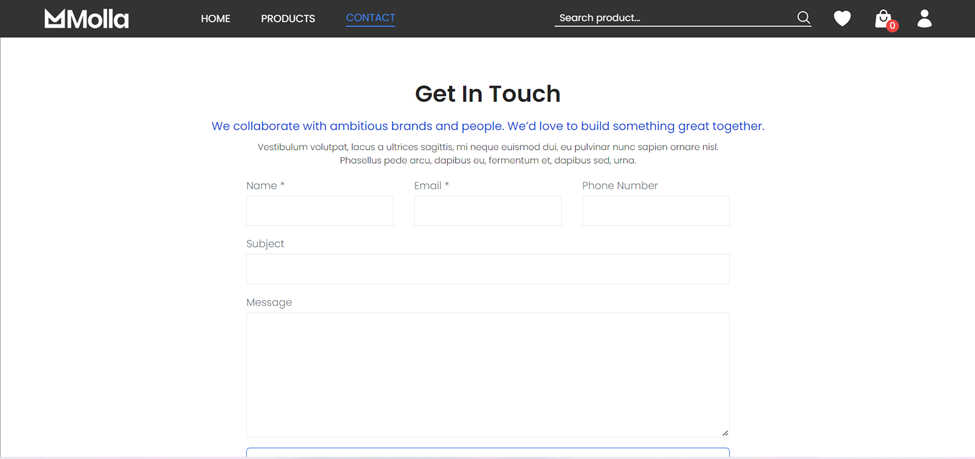 Molla
HOME PRODUCTS CONTACT Search product... 0
Get In Touch
We collaborate with ambitious brands and people. We’d love to build something great together.
Vestibulum volutpat, lacus a ultrices sagittis, mi neque euismod dui, eu pulvinar nunc sapien ornare nisl.
Phasellus pede arcu, dapibus eu, fermentum et, dapibus sed, urna.
Name * Email * Phone Number
Subject
Message